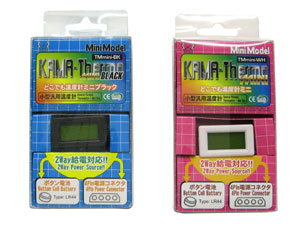 Mini Model
TMmini-BK
KAMA-Thermo
BLACK
どこでも温度計ミニブラック
小型汎用温度計
2Way給電対応!!
2Way Power Source!!
ボタン電池
Button Cell Battery
Type: LR44
4Pin電源コネクタ
4Pin Power Connector
Mini Model
TMmini-WH
KAMA-Thermo
どこでも温度計ミニ
小型汎用温度計
2Way給電対応!!
2Way Power Source!!
ボタン電池
Button Cell Battery
Type: LR44
4Pin電源コネクタ
4Pin Power Connector